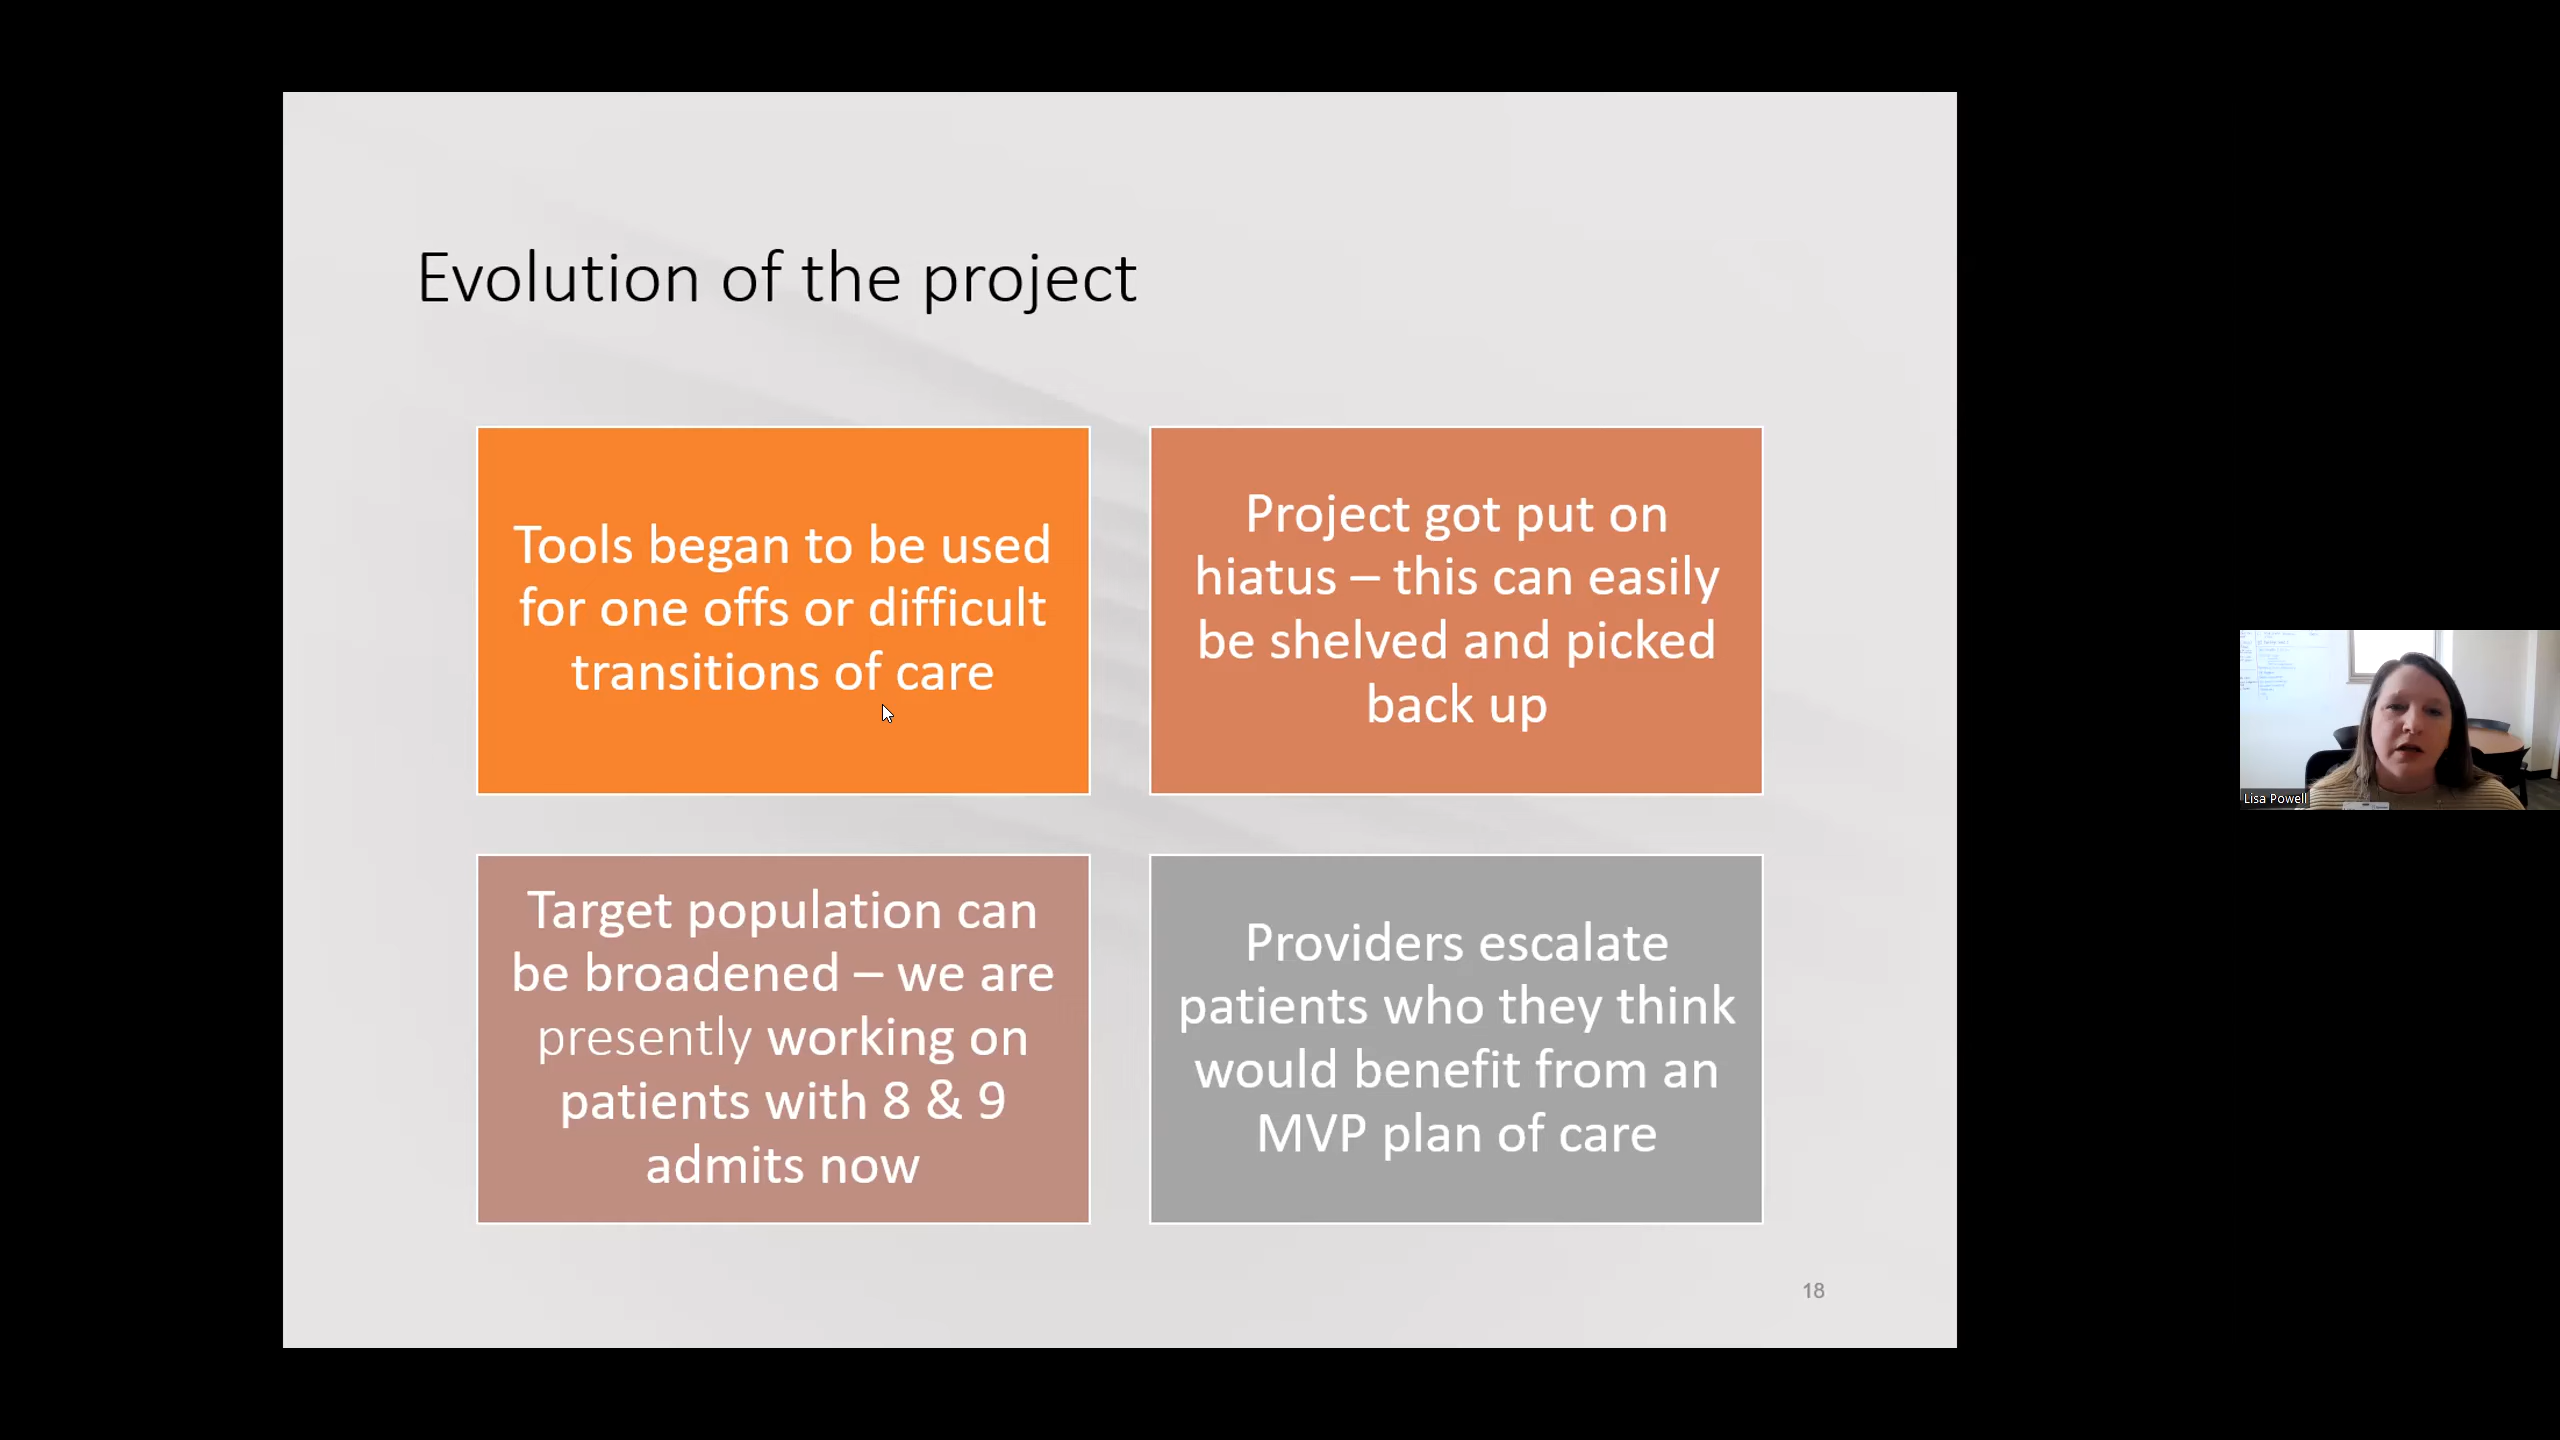 Evolution of the project
Tools began to be used
for one offs or difficult
transitions of care
Project got put on
hiatus – this can easily
be shelved and picked
back up
Target population can
be broadened – we are
presently working on
patients with 8 & 9
admits now
Providers escalate
patients who they think
would benefit from an
MVP plan of care
18
Lisa Powell